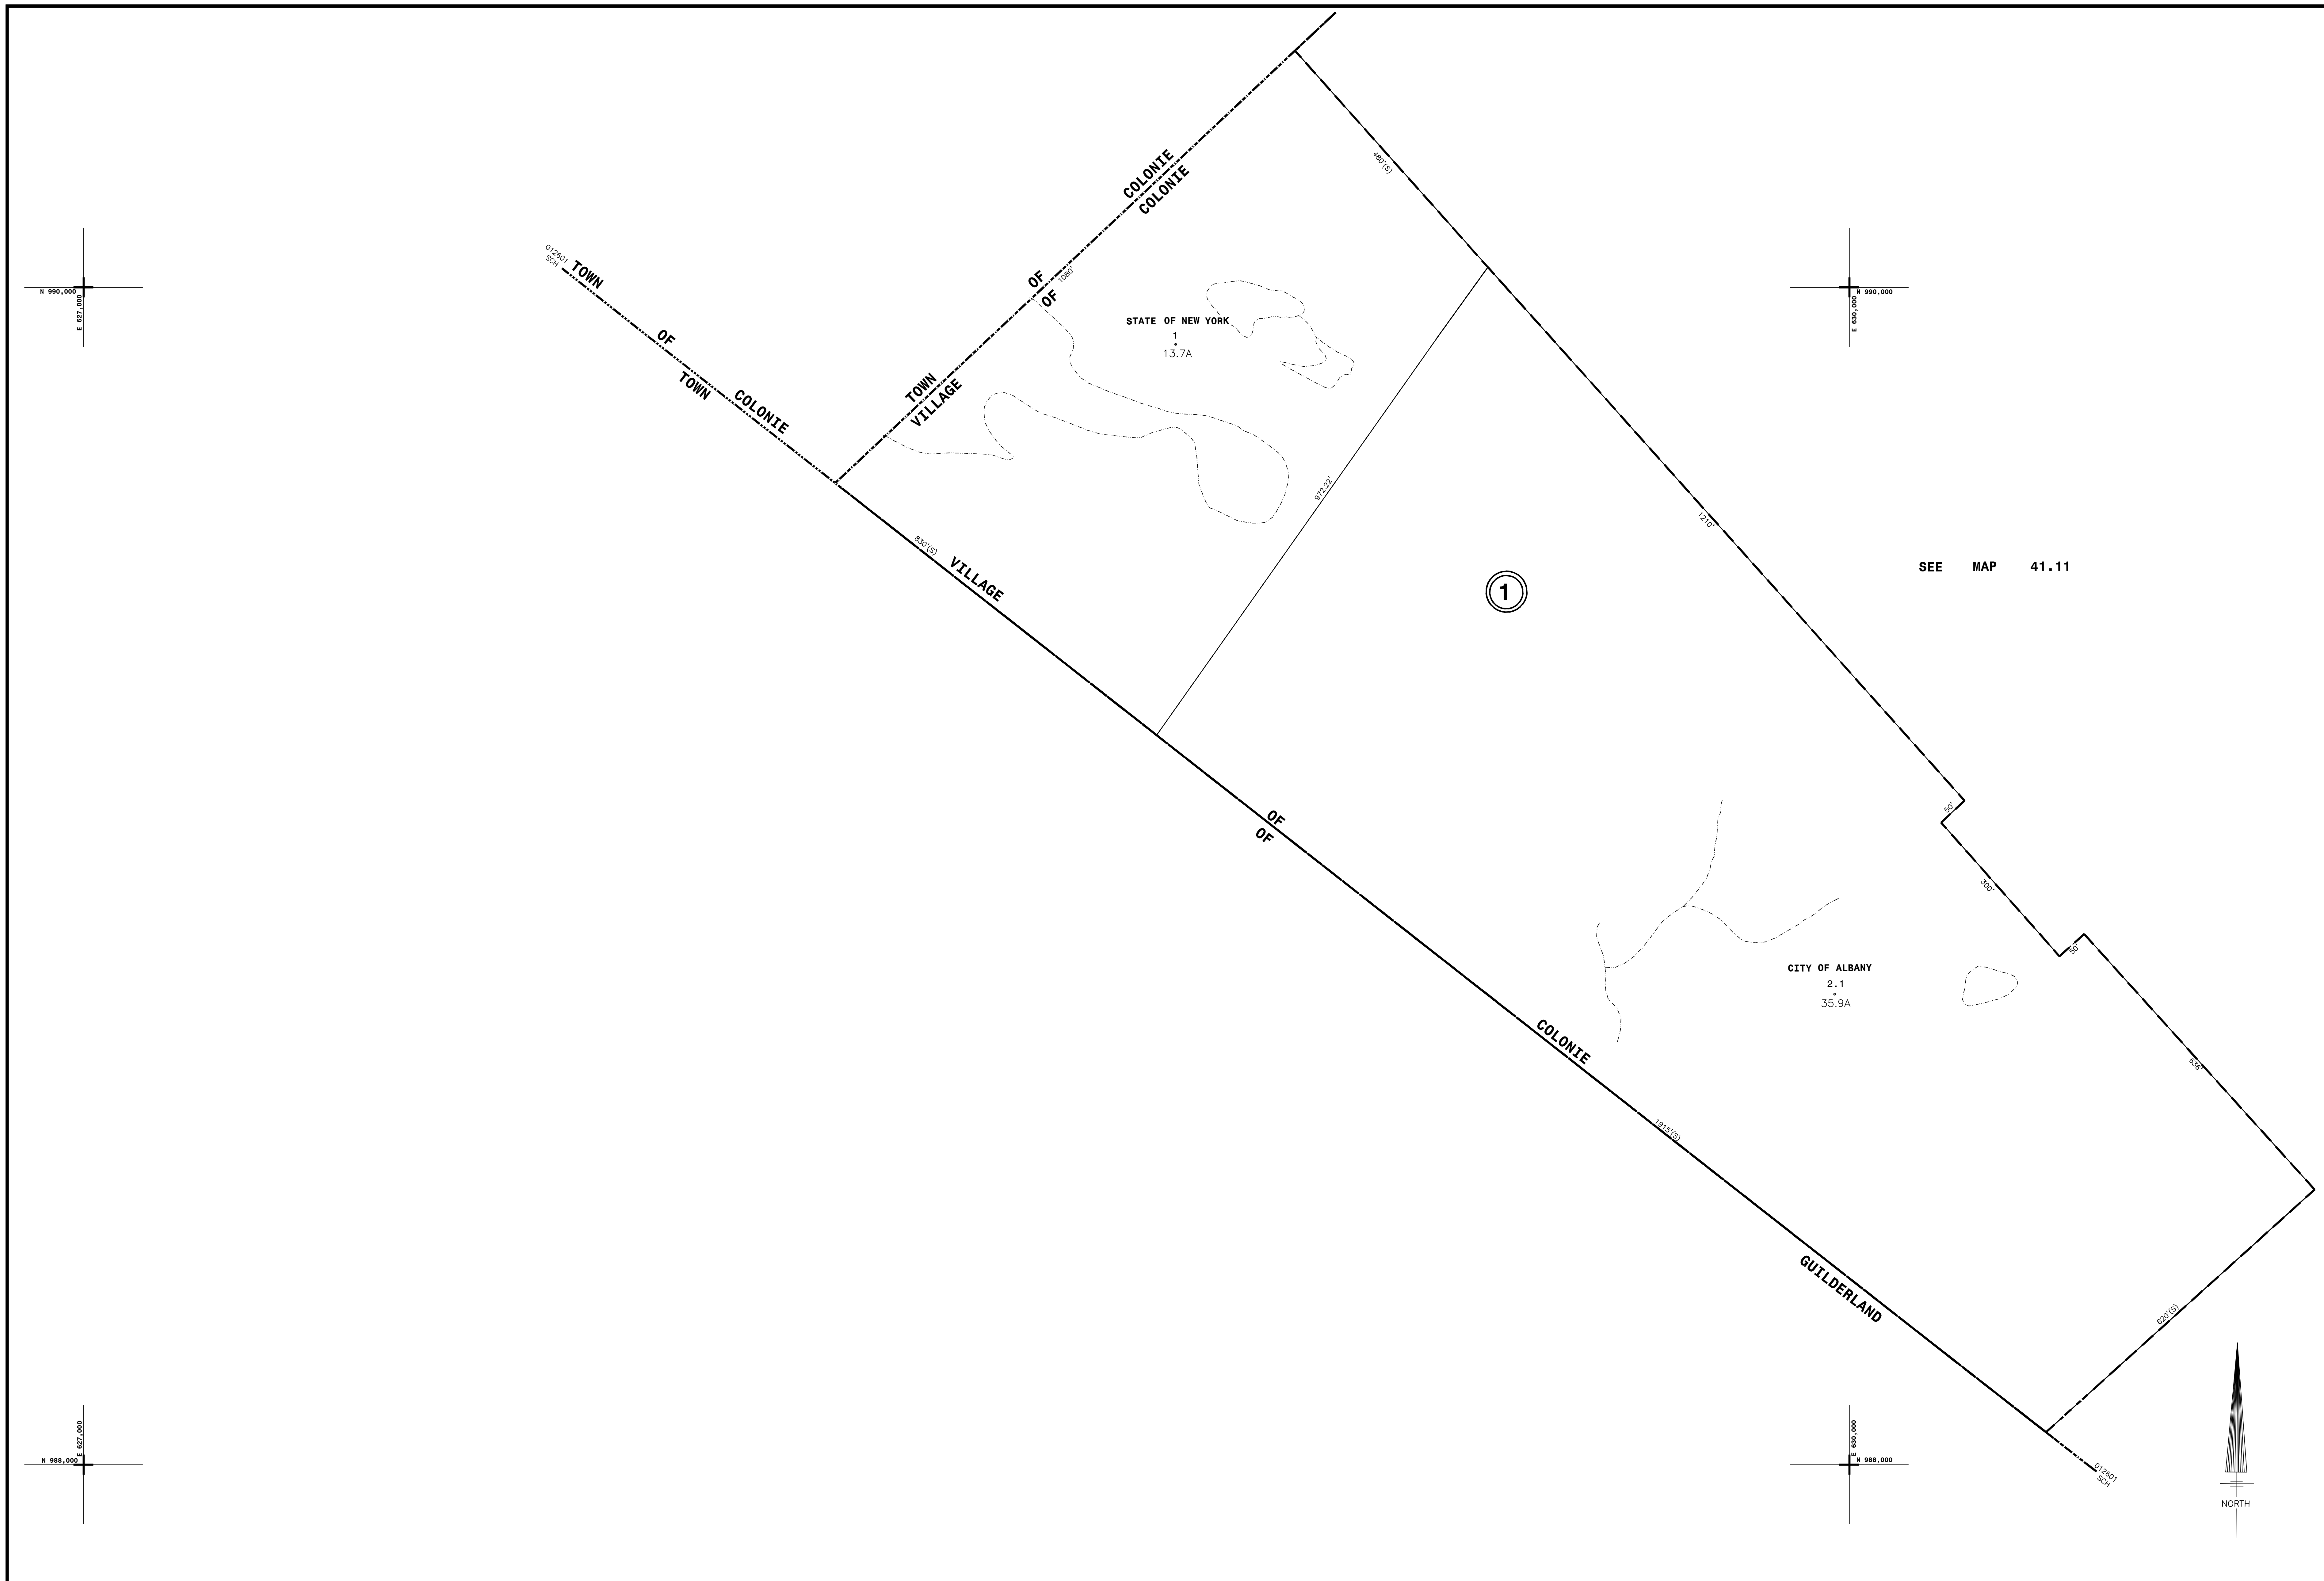 480'(S)
COLONIE
COLONIE
OF
OF
1080'
TOWN
VILLAGE
012601
SCH
TOWN
OF
COLONIE
TOWN
N 990,000
E 627,000
N 990,000
E 630,000
STATE OF NEW YORK
1
13.7A
972.22'
830'(S)
VILLAGE
1210'
1
SEE MAP 41.11
50'
300'
50'
OF
OF
CITY OF ALBANY
2.1
35.9A
COLONIE
636'
1915'(S)
GUILDERLAND
620'(S)
E 627,000
N 988,000
E 630,000
N 988,000
012601
SCH
NORTH